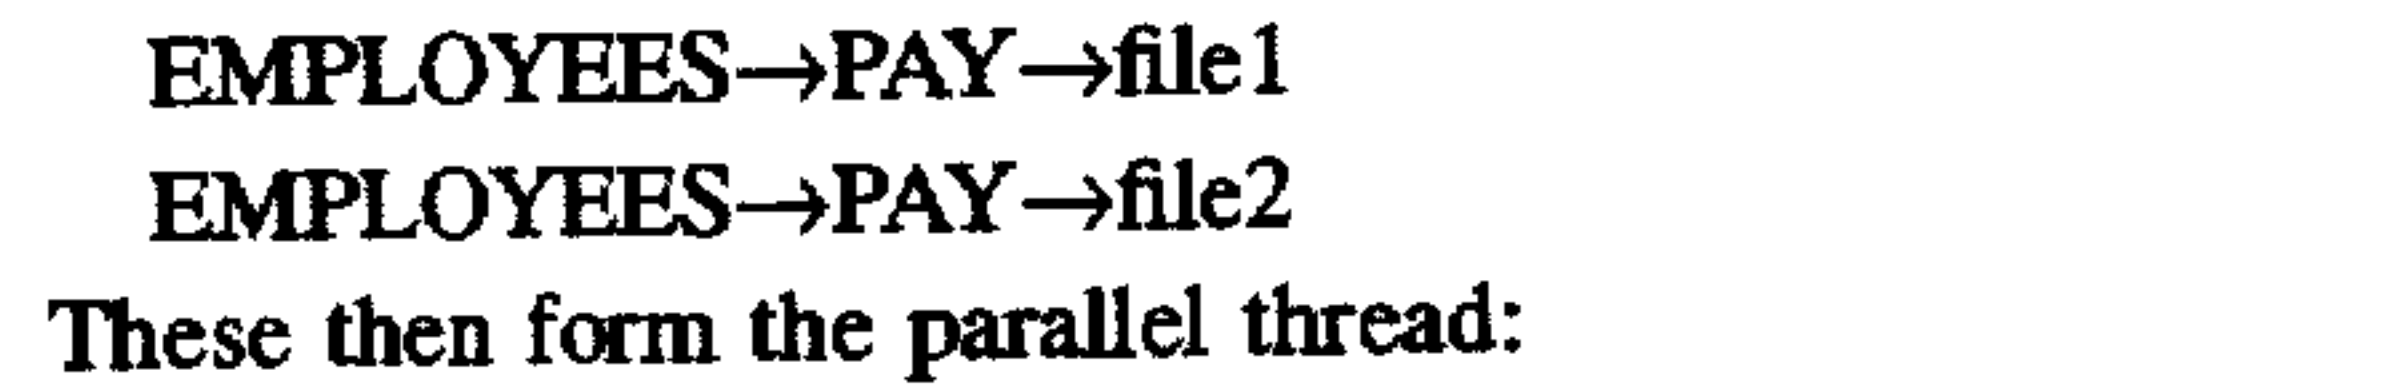 EMPLOYEES→PAY→file1
EMPLOYEES→PAY→file2
These then form the parallel thread: